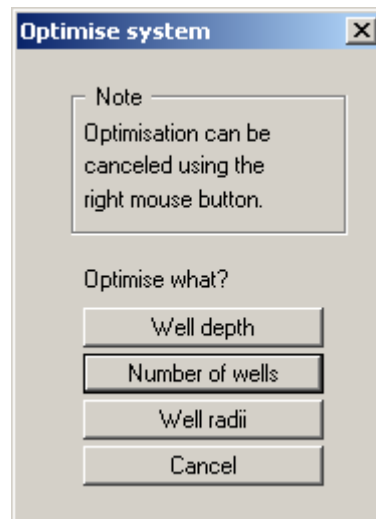 Optimise system
Note
Optimisation can be
canceled using the
right mouse button.
Optimise what?
Well depth
Number of wells
Well radii
Cancel